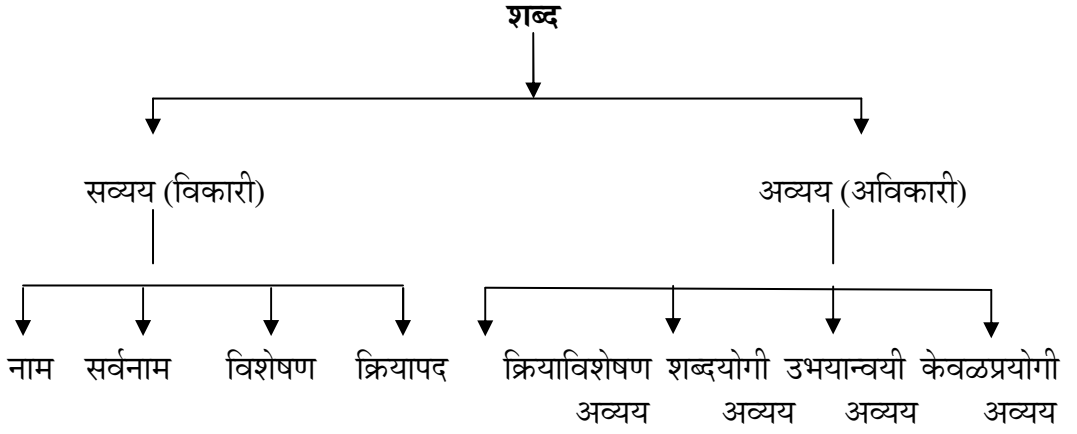 शब्द
सव्यय (विकारी) अव्यय (अविकारी)
नाम सर्वनाम विशेषण क्रियापद क्रियाविशेषण शब्दयोगी उभयान्वयी केवळप्रयोगी
अव्यय अव्यय अव्यय अव्यय